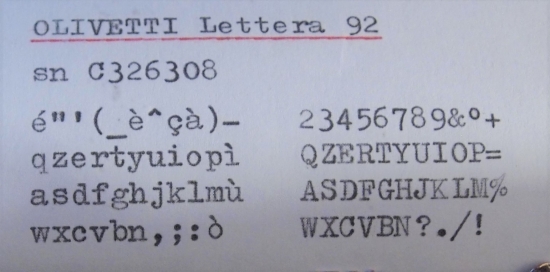 OLIVETTI Lettera 92
sn C326308
é"'(_è^çà)- 23456789&º+
qzertyuiopì QZERTYUIOP=
asdfghjklmù ASDFGHJKLM%
wxcvbn,;:ò WXCVBN?./!